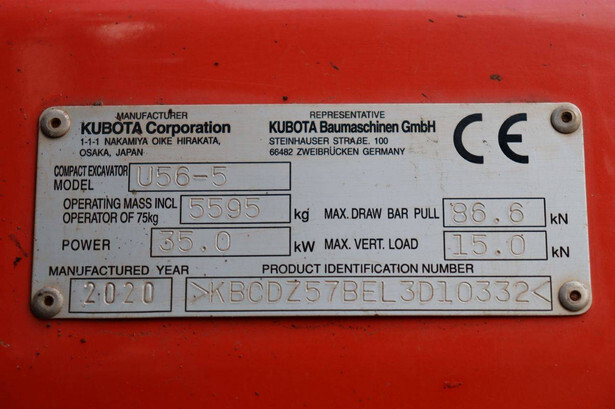 MANUFACTURER
KUBOTA Corporation
1-1-1 NAKAMIYA OIKE HIRAKATA,
OSAKA, JAPAN
REPRESENTATIVE
KUBOTA Baumaschinen GmbH
STEINHAUSER STRAßE. 100
66482 ZWEIBRÜCKEN GERMANY
CE
COMPACT EXCAVATOR
MODEL U56-5
OPERATING MASS INCL
OPERATOR OF 75kg 5595 kg
MAX. DRAW BAR PULL 86.6 kN
POWER 35.0 kW
MAX. VERT. LOAD 15.0 kN
MANUFACTURED YEAR
2020
PRODUCT IDENTIFICATION NUMBER
>KBCDZ57BEL3D10332<